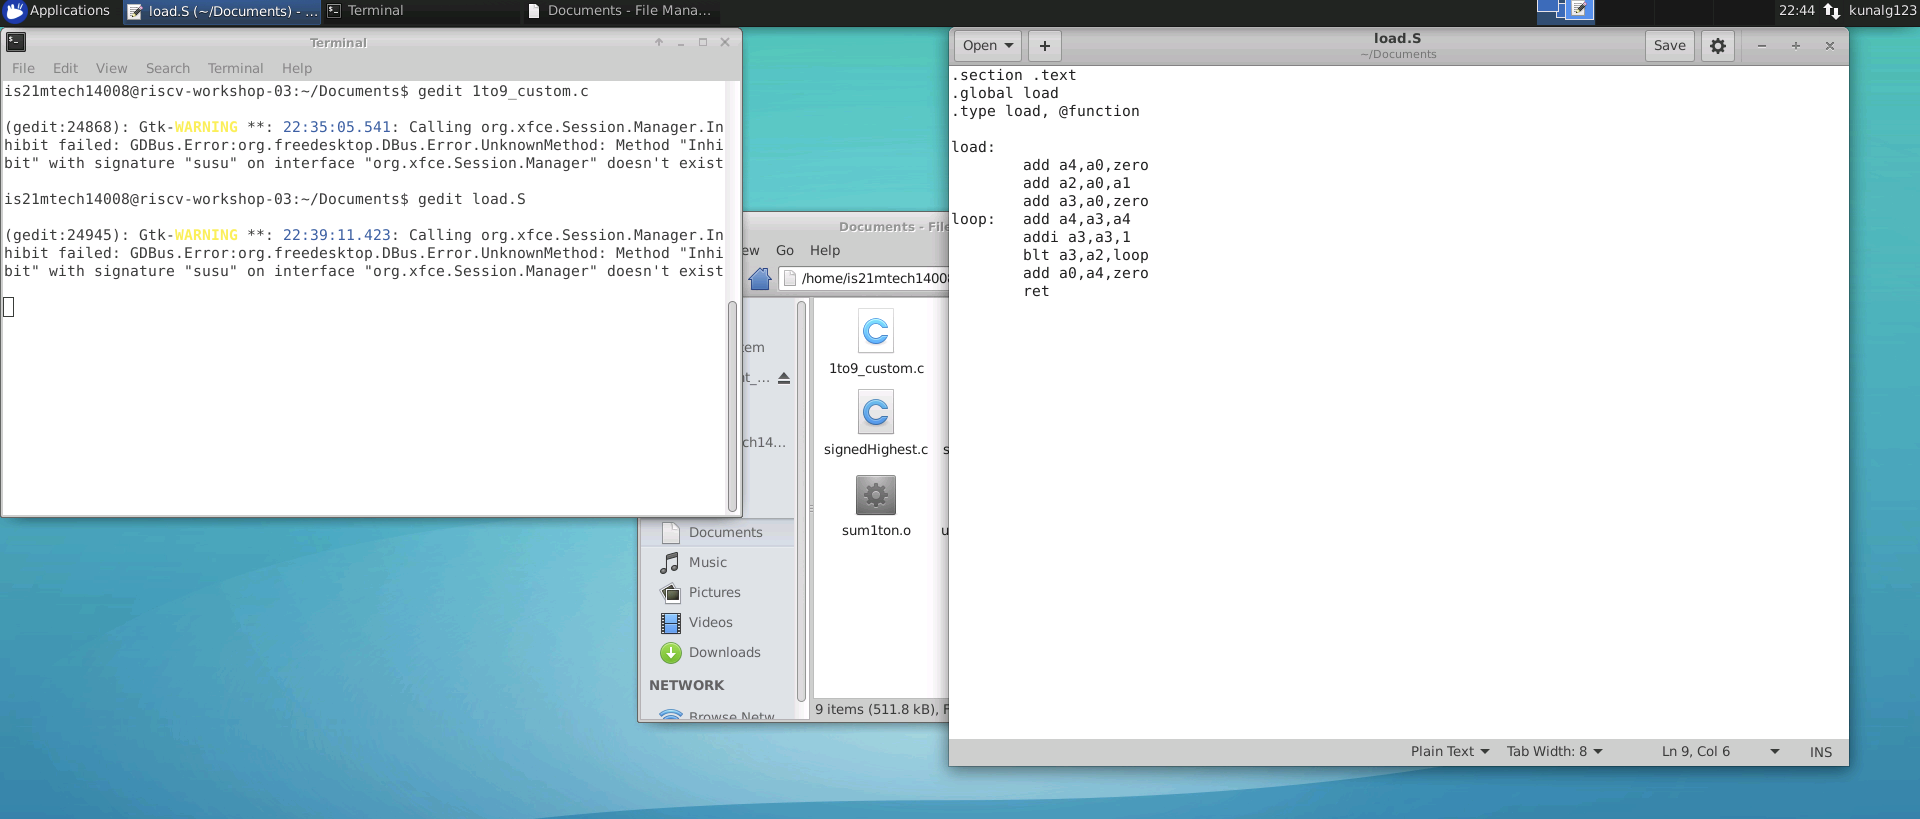 Applications
load.S (~/Documents) - ...
Terminal
Documents - File Mana...
22:44
kunalg123
Terminal
File Edit View Search Terminal Help
is21mtech14008@riscv-workshop-03:~/Documents$ gedit 1to9_custom.c
(gedit:24868): Gtk-WARNING **: 22:35:05.541: Calling org.xfce.Session.Manager.In
hibit failed: GDBus.Error:org.freedesktop.DBus.Error.UnknownMethod: Method "Inhi
bit" with signature "susu" on interface "org.xfce.Session.Manager" doesn't exist
is21mtech14008@riscv-workshop-03:~/Documents$ gedit load.S
(gedit:24945): Gtk-WARNING **: 22:39:11.423: Calling org.xfce.Session.Manager.In
hibit failed: GDBus.Error:org.freedesktop.DBus.Error.UnknownMethod: Method "Inhi
bit" with signature "susu" on interface "org.xfce.Session.Manager" doesn't exist
Documents - File
ew Go Help
/home/is21mtech1400
em
t_...
ch14...
Documents
Music
Pictures
Videos
Downloads
NETWORK
Browse Netw
1to9_custom.c
signedHighest.c
s
sum1ton.o
u
9 items (511.8 kB), F
Open
load.S
~/Documents
Save
.section .text
.global load
.type load, @function
load:
add a4,a0,zero
add a2,a0,a1
add a3,a0,zero
loop: add a4,a3,a4
addi a3,a3,1
blt a3,a2,loop
add a0,a4,zero
ret
Plain Text
Tab Width: 8
Ln 9, Col 6
INS